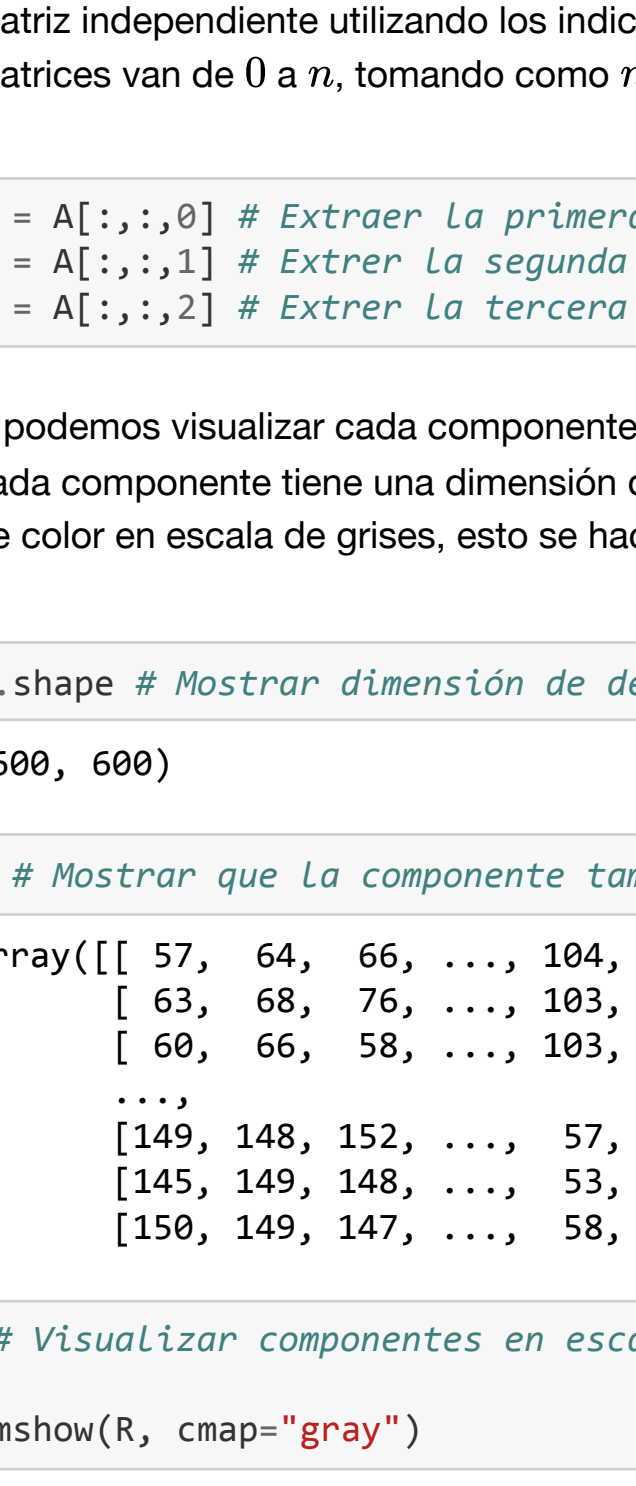 atriz independiente utilizando los indic
atrices van de 0 a n, tomando como n
= A[:,:,0] # Extraer la primera
= A[:,:,1] # Extrer la segunda
= A[:,:,2] # Extrer la tercera
podemos visualizar cada componente
ada componente tiene una dimensión
e color en escala de grises, esto se hac
.shape # Mostrar dimensión de de
600, 600)
# Mostrar que la componente tam
rray([[ 57, 64, 66, ..., 104,
[ 63, 68, 76, ..., 103,
[ 60, 66, 58, ..., 103,
...,
[149, 148, 152, ..., 57,
[145, 149, 148, ..., 53,
[150, 149, 147, ..., 58,
# Visualizar componentes en esca
mshow(R, cmap="gray")